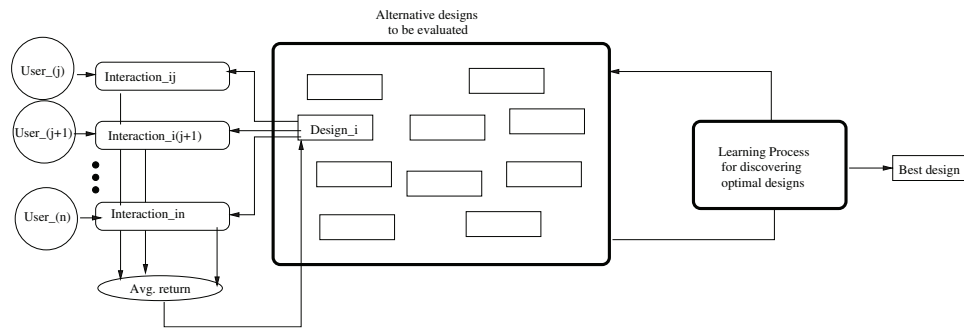 Alternative designs
to be evaluated
User_(j)
Interaction_ij
User_(j+1)
Interaction_i(j+1)
Design_i
User_(n)
Interaction_in
Avg. return
Learning Process
for discovering
optimal designs
Best design